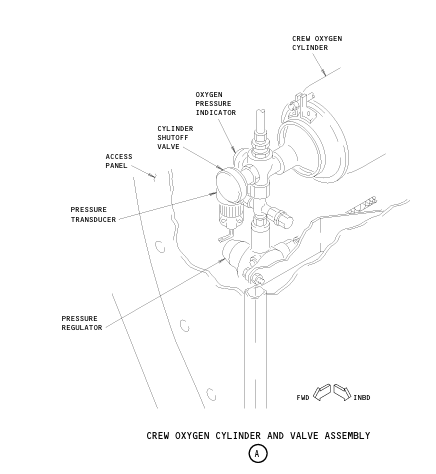 CREW OXYGEN
CYLINDER
OXYGEN
PRESSURE
INDICATOR
CYLINDER
SHUTOFF
VALVE
ACCESS
PANEL
PRESSURE
TRANSDUCER
PRESSURE
REGULATOR
FWD
INBD
CREW OXYGEN CYLINDER AND VALVE ASSEMBLY
A